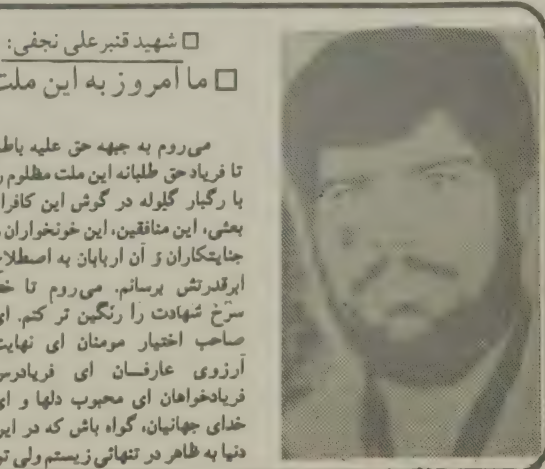 □ شهید قنبرعلی نجفی:
□ ما امروز به این ملت
می‌روم به جبهه حق علیه باطل
تا فریاد حق طلبانه این ملت مظلوم را
با رگبار گلوله در گوش این کافران
بعثی، این منافقین، این خونخواران و
جنایتکاران و آن اربابان به اصطلاح
ابرقدرتش برسانم. می‌روم تا خط
سرخ شهادت را رنگین تر کنم. ای
صاحب اختیار مومنان ای نهایت
آرزوی عارفان ای فریادرس
فریادخواهان ای محبوب دلها و ای
خدای جهانیان، گواه باش که در این
دنیا به ظاهر در تنهائی زیستم ولی تو